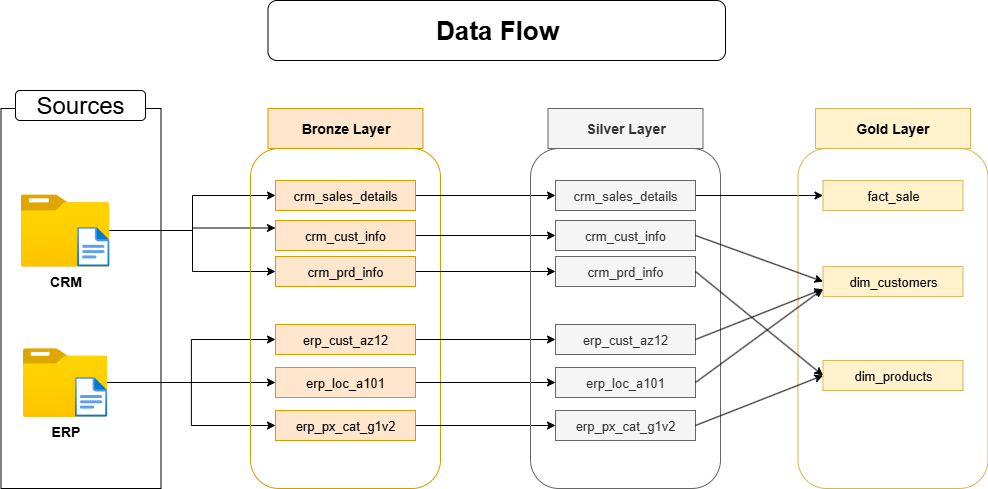 Data Flow
Sources
Bronze Layer
Silver Layer
Gold Layer
crm_sales_details
crm_sales_details
fact_sale
crm_cust_info
crm_cust_info
crm_prd_info
crm_prd_info
CRM
dim_customers
erp_cust_az12
erp_cust_az12
erp_loc_a101
erp_loc_a101
dim_products
erp_px_cat_g1v2
erp_px_cat_g1v2
ERP